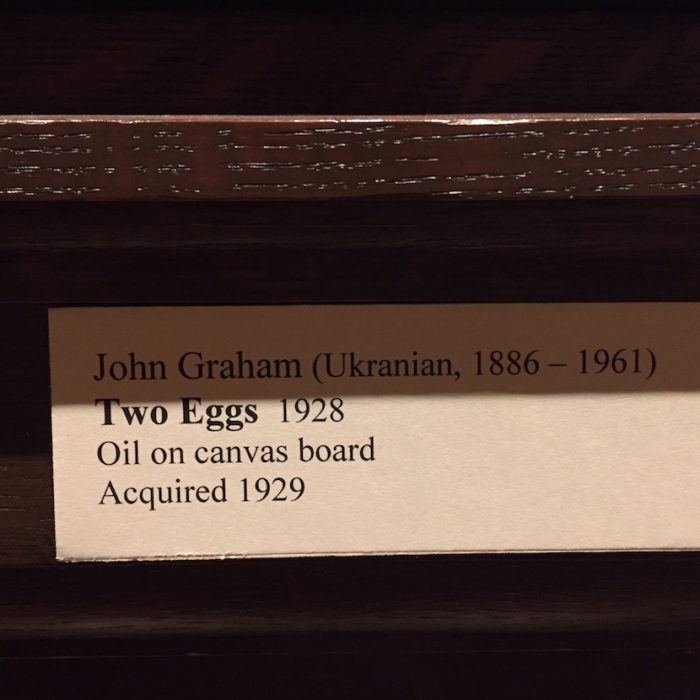 John Graham (Ukranian, 1886 – 1961)
Two Eggs 1928
Oil on canvas board
Acquired 1929